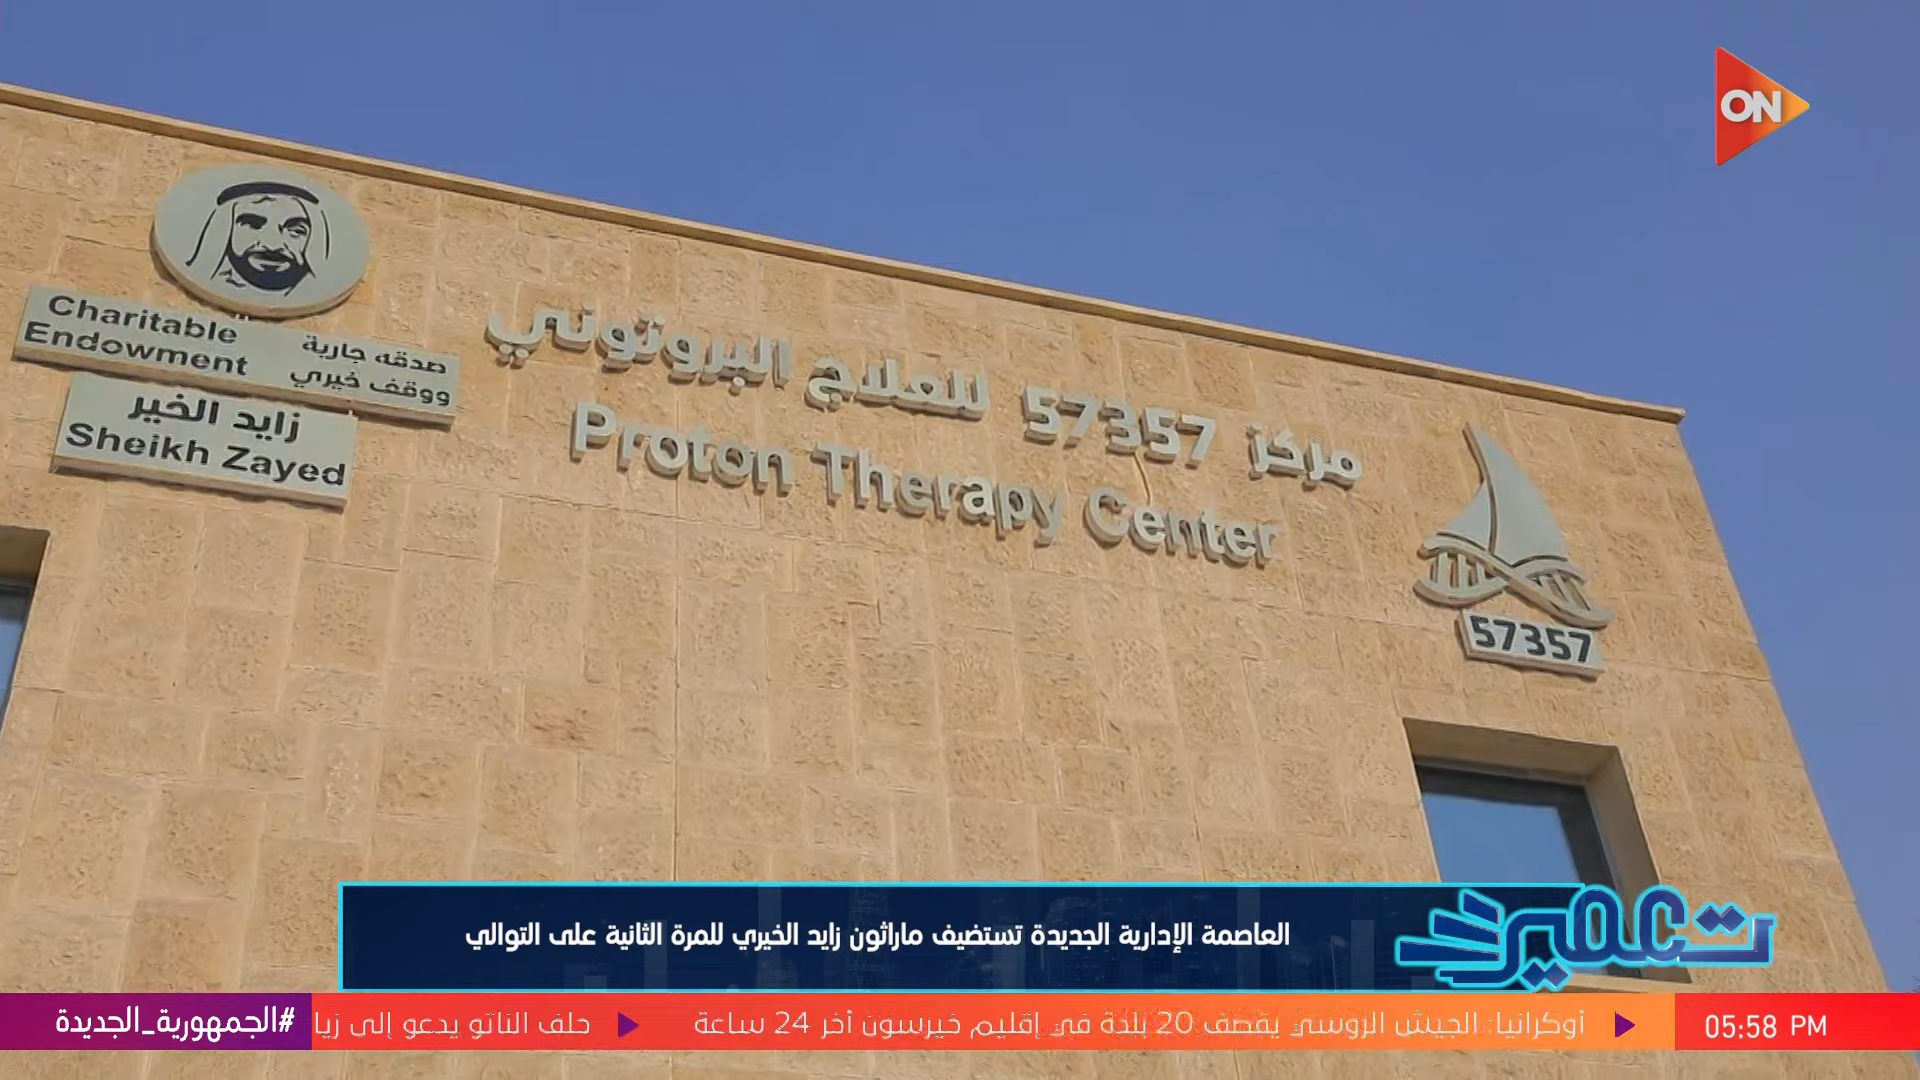 ON
Charitable
Endowment
صدقه جارية
ووقف خيري
زايد الخير
Sheikh Zayed
مركز 57357 للعلاج البروتوني
Proton Therapy Center
57357
العاصمة الإدارية الجديدة تستضيف ماراثون زايد الخيري للمرة الثانية على التوالي
تعمير
05:58 PM
أوكرانيا: الجيش الروسي يقصف 20 بلدة في إقليم خيرسون آخر 24 ساعة
حلف الناتو يدعو إلى زيا
#الجمهورية_الجديدة